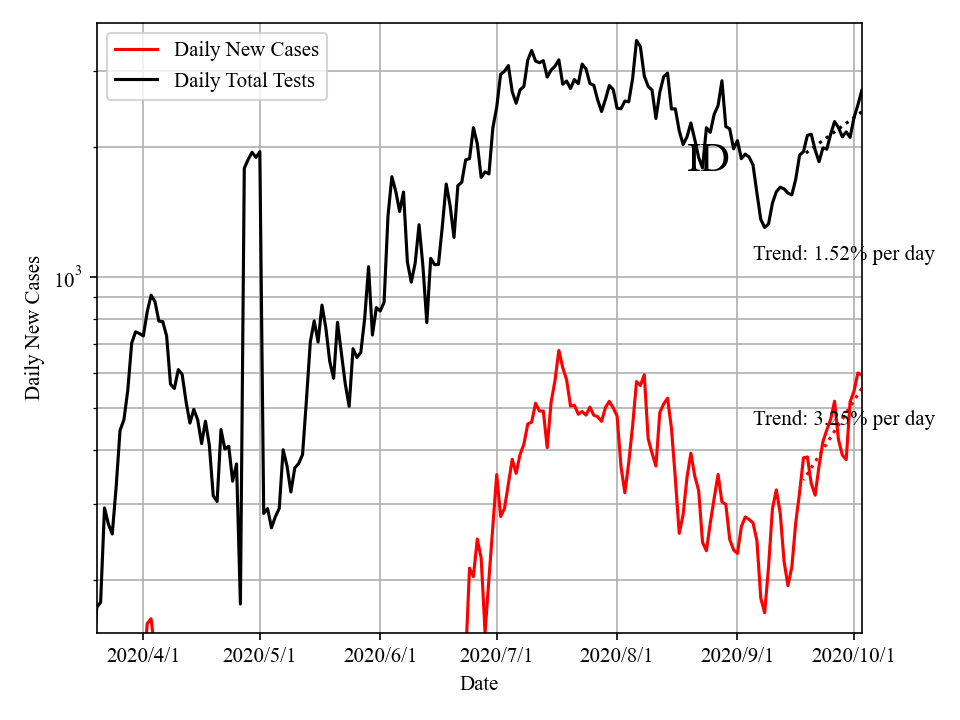 Daily New Cases
Daily Total Tests
ID
Trend: 1.52% per day
Trend: 3.25% per day
Daily New Cases
10³
2020/4/1 2020/5/1 2020/6/1 2020/7/1 2020/8/1 2020/9/1 2020/10/1
Date